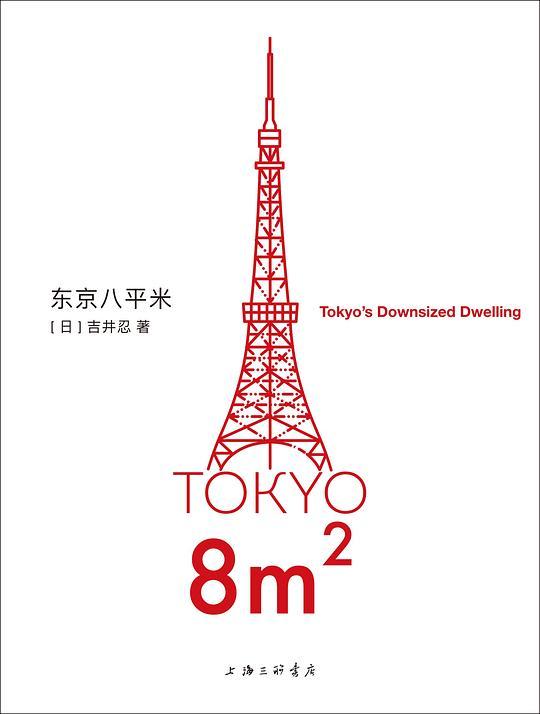 东京八平米
[ 日 ] 吉井忍 著
Tokyo's Downsized Dwelling
TOKYO
8m²
上海三联书店